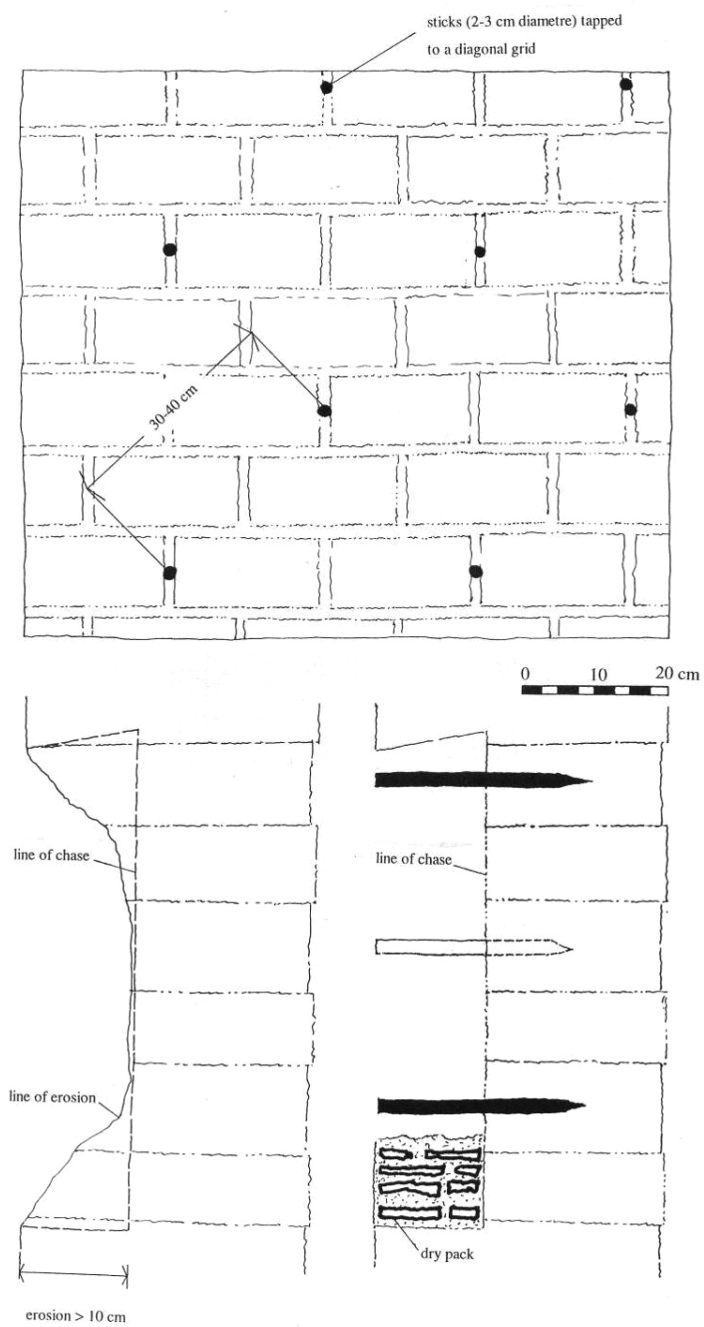 sticks (2-3 cm diametre) tapped
to a diagonal grid
30-40 cm
0 10 20 cm
line of chase
line of chase
line of erosion
dry pack
erosion > 10 cm